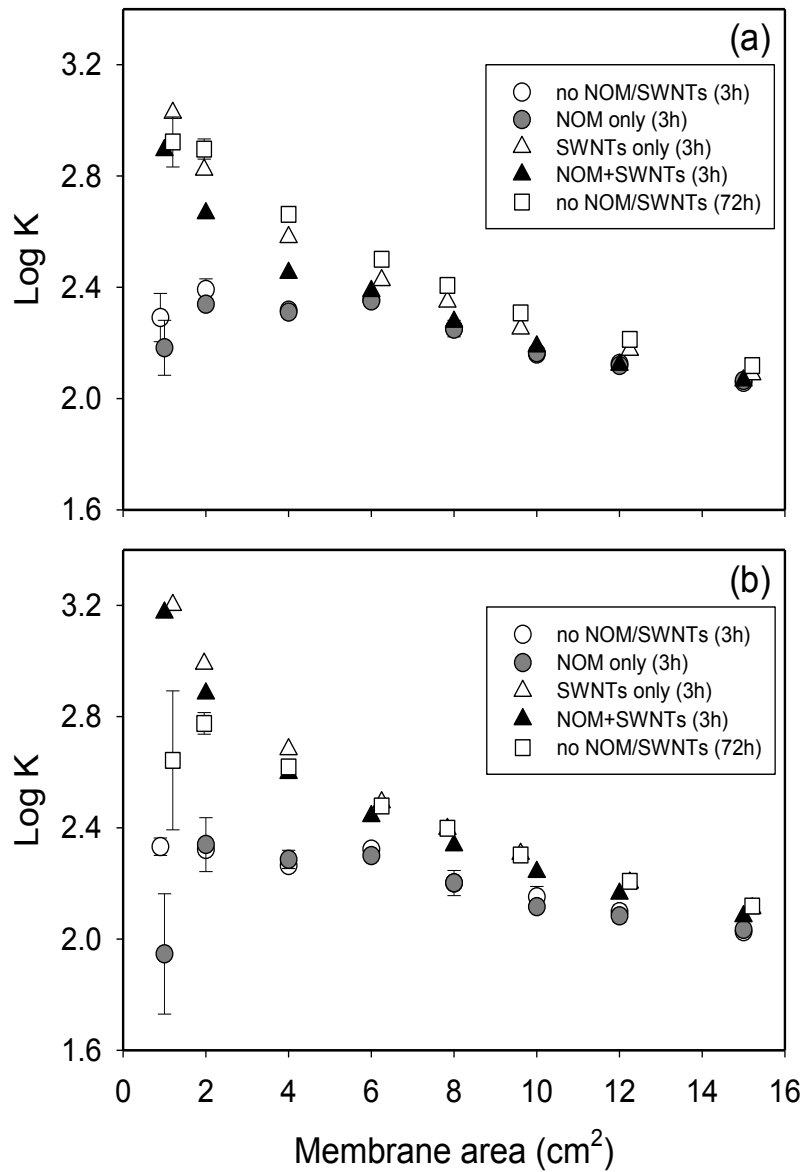 (a)
3.2
2.8
2.4
2.0
1.6
Log K
no NOM/SWNTs (3h)
NOM only (3h)
SWNTs only (3h)
NOM+SWNTs (3h)
no NOM/SWNTs (72h)
(b)
3.2
2.8
2.4
2.0
1.6
Log K
no NOM/SWNTs (3h)
NOM only (3h)
SWNTs only (3h)
NOM+SWNTs (3h)
no NOM/SWNTs (72h)
0 2 4 6 8 10 12 14 16
Membrane area (cm²)